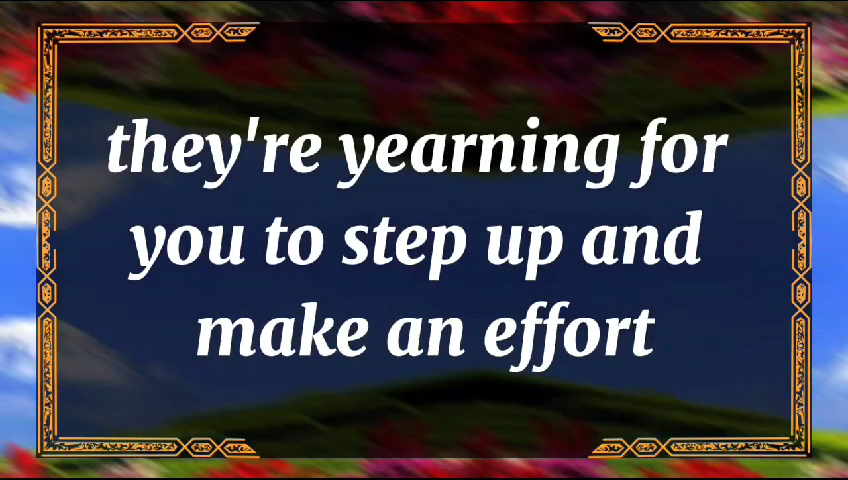 they're yearning for
you to step up and
make an effort